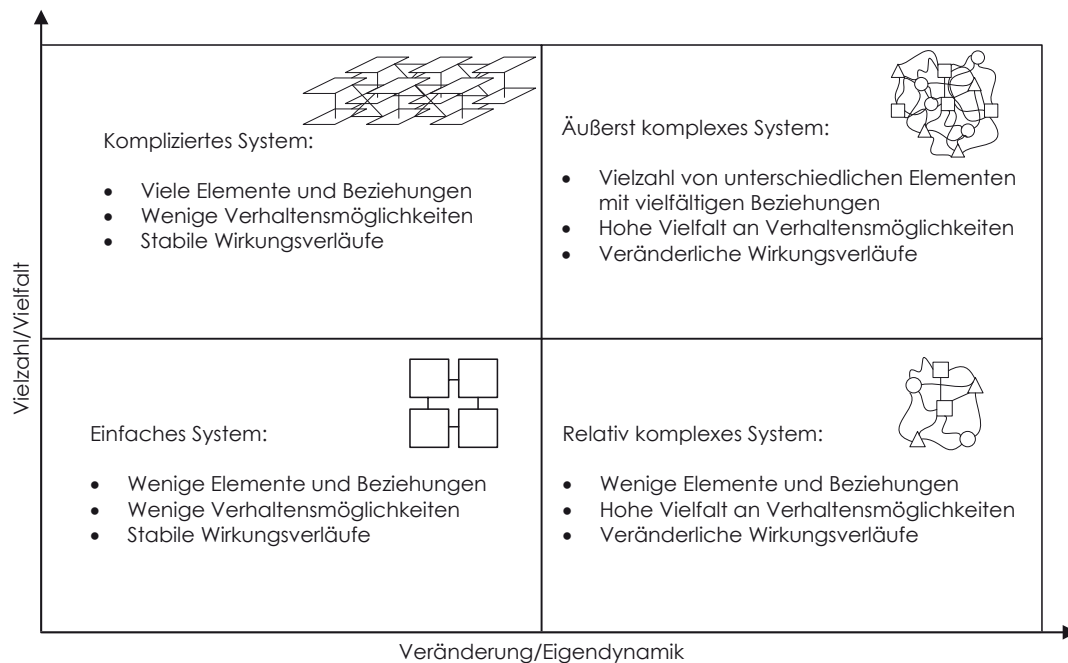 Kompliziertes System:
• Viele Elemente und Beziehungen
• Wenige Verhaltensmöglichkeiten
• Stabile Wirkungsverläufe
Äußerst komplexes System:
• Vielzahl von unterschiedlichen Elementen
mit vielfältigen Beziehungen
• Hohe Vielfalt an Verhaltensmöglichkeiten
• Veränderliche Wirkungsverläufe
Vielzahl/Vielfalt
Einfaches System:
• Wenige Elemente und Beziehungen
• Wenige Verhaltensmöglichkeiten
• Stabile Wirkungsverläufe
Relativ komplexes System:
• Wenige Elemente und Beziehungen
• Hohe Vielfalt an Verhaltensmöglichkeiten
• Veränderliche Wirkungsverläufe
Veränderung/Eigendynamik